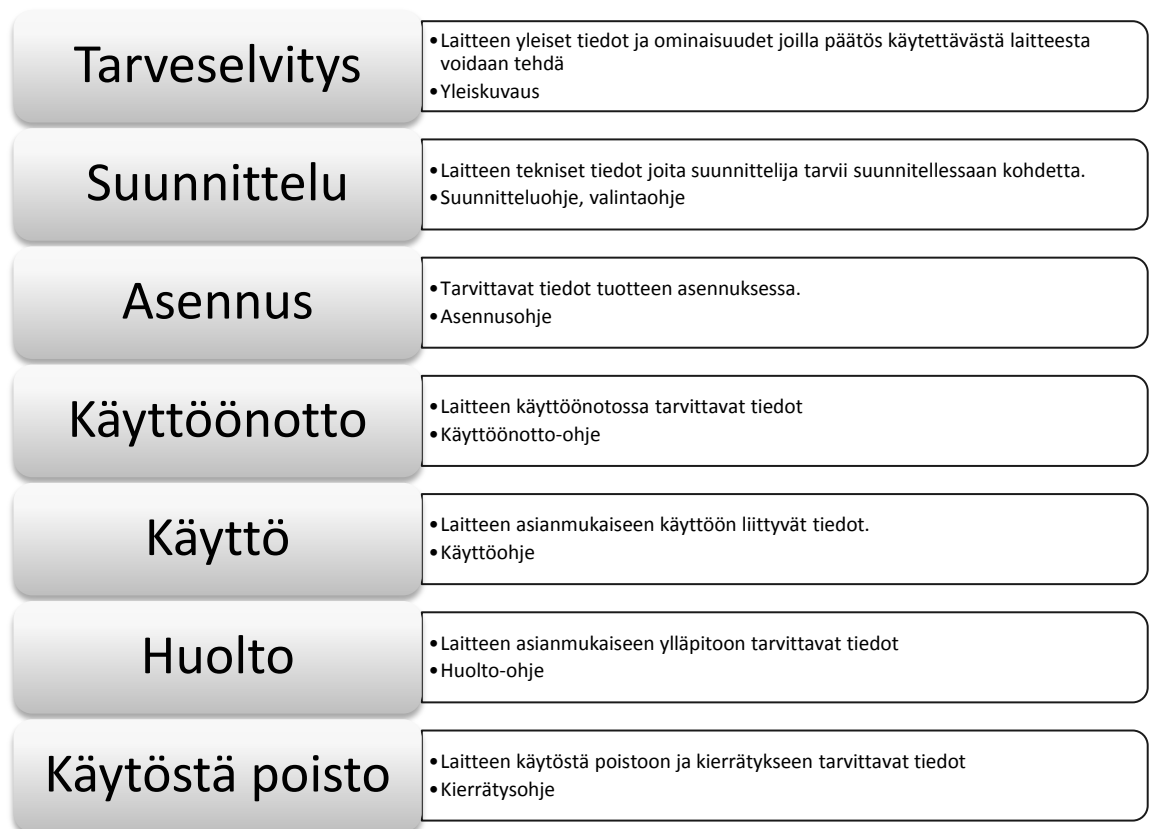 Tarveselvitys
•Laitteen yleiset tiedot ja ominaisuudet joilla päätös käytettävästä laitteesta
voidaan tehdä
•Yleiskuvaus
Suunnittelu
•Laitteen tekniset tiedot joita suunnittelija tarvii suunnitellessaan kohdetta.
•Suunnitteluohje, valintaohje
Asennus
•Tarvittavat tiedot tuotteen asennuksessa.
•Asennusohje
Käyttöönotto
•Laitteen käyttöönotossa tarvittavat tiedot
•Käyttöönotto-ohje
Käyttö
•Laitteen asianmukaiseen käyttöön liittyvät tiedot.
•Käyttöohje
Huolto
•Laitteen asianmukaiseen ylläpitoon tarvittavat tiedot
•Huolto-ohje
Käytöstä poisto
•Laitteen käytöstä poistoon ja kierrätykseen tarvittavat tiedot
•Kierrätysohje